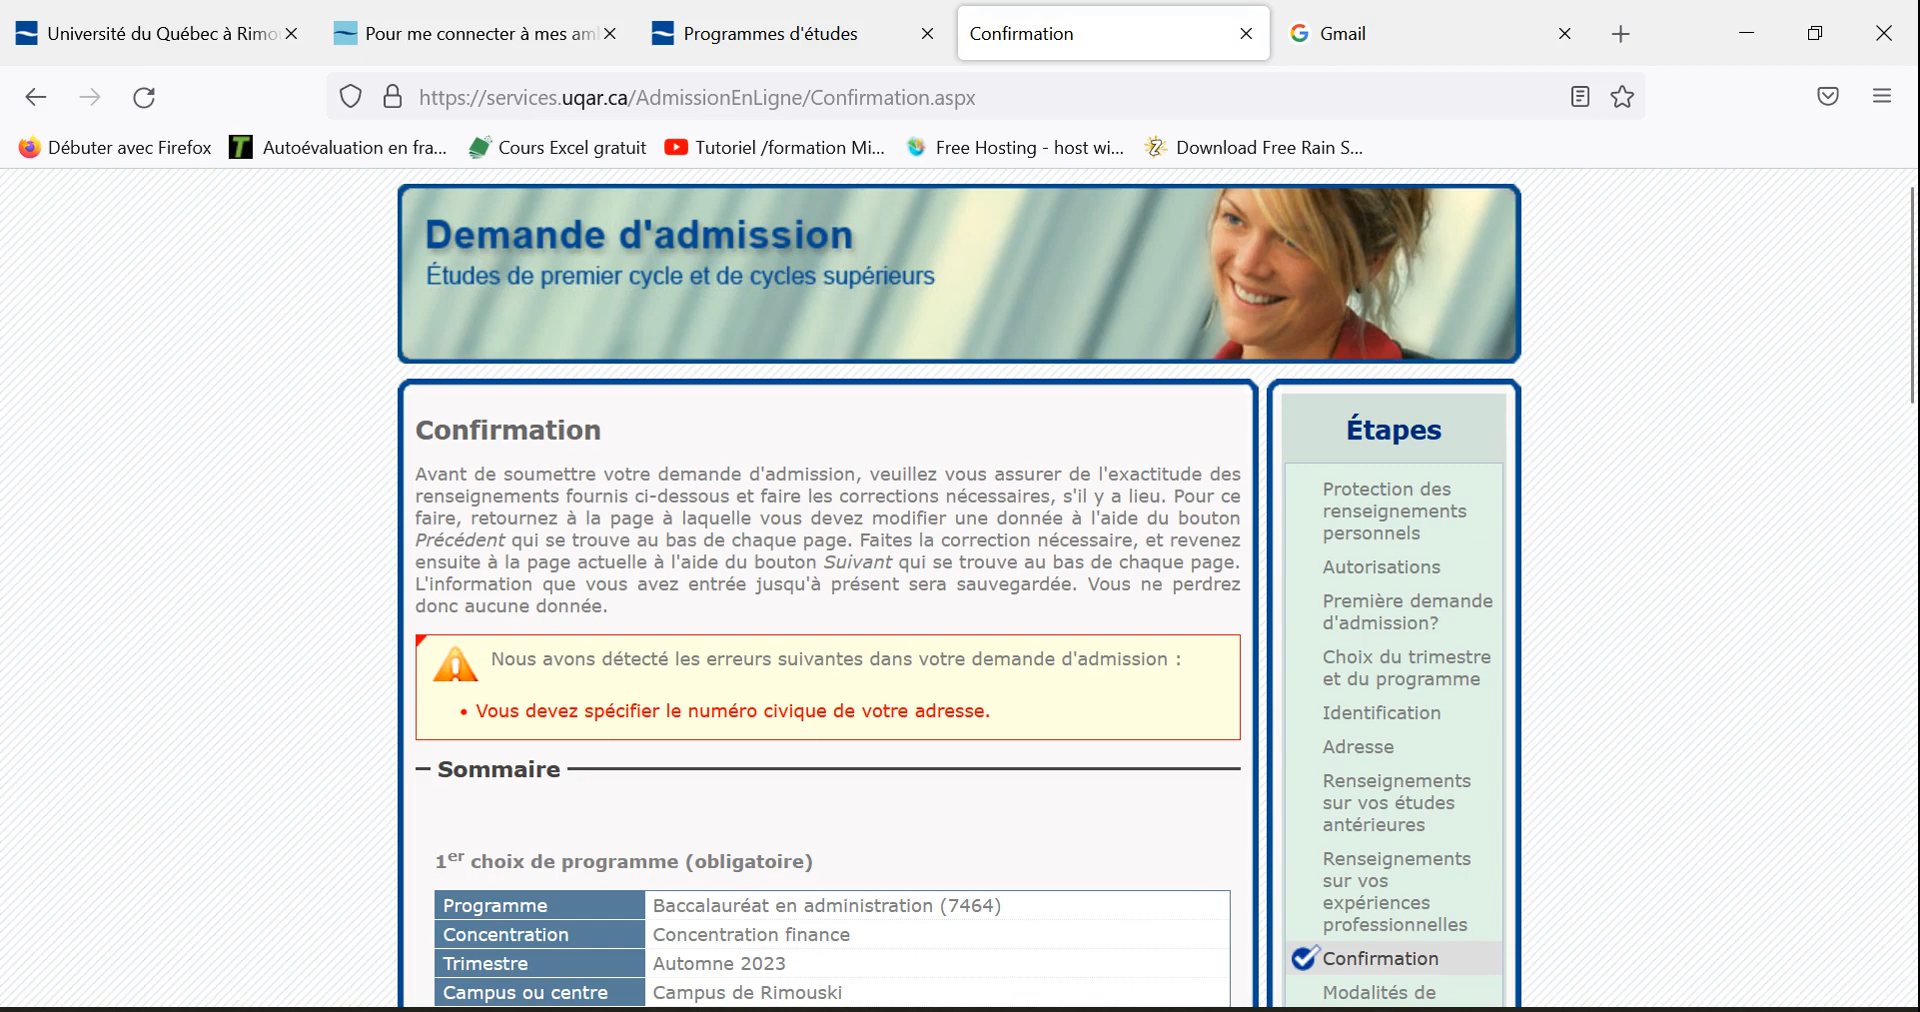 Université du Québec à Rimo
Pour me connecter à mes am
Programmes d'études
Confirmation
Gmail
https://services.uqar.ca/AdmissionEnLigne/Confirmation.aspx
Débuter avec Firefox
Autoévaluation en fra...
Cours Excel gratuit
Tutoriel /formation Mi...
Free Hosting - host wi...
Download Free Rain S...
Demande d'admission
Études de premier cycle et de cycles supérieurs
Confirmation
Avant de soumettre votre demande d'admission, veuillez vous assurer de l'exactitude des
renseignements fournis ci-dessous et faire les corrections nécessaires, s'il y a lieu. Pour ce
faire, retournez à la page à laquelle vous devez modifier une donnée à l'aide du bouton
Précédent qui se trouve au bas de chaque page. Faites la correction nécessaire, et revenez
ensuite à la page actuelle à l'aide du bouton Suivant qui se trouve au bas de chaque page.
L'information que vous avez entrée jusqu'à présent sera sauvegardée. Vous ne perdrez
donc aucune donnée.
Nous avons détecté les erreurs suivantes dans votre demande d'admission :
• Vous devez spécifier le numéro civique de votre adresse.
Sommaire
1er choix de programme (obligatoire)
Programme Baccalauréat en administration (7464)
Concentration Concentration finance
Trimestre Automne 2023
Campus ou centre Campus de Rimouski
Étapes
Protection des
renseignements
personnels
Autorisations
Première demande
d'admission?
Choix du trimestre
et du programme
Identification
Adresse
Renseignements
sur vos études
antérieures
Renseignements
sur vos
expériences
professionnelles
Confirmation
Modalités de